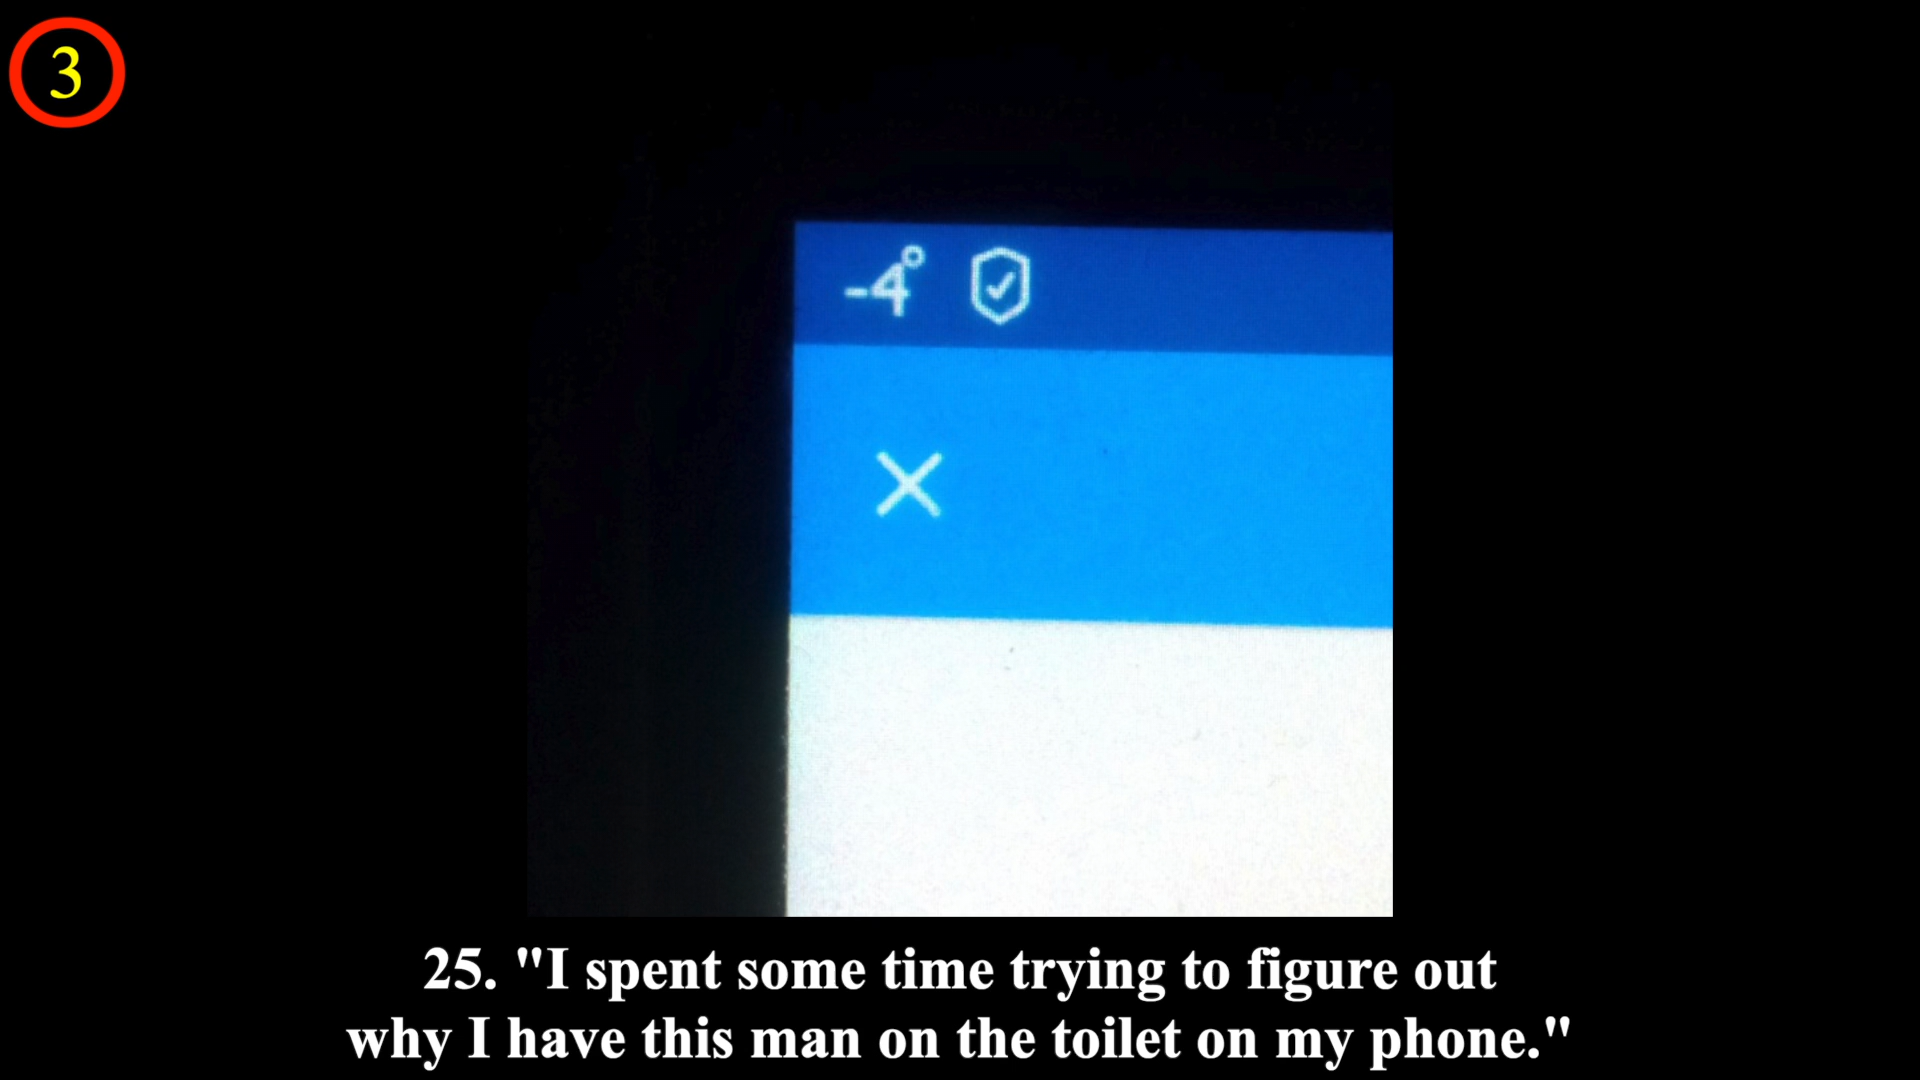 3
-4°
25. "I spent some time trying to figure out
why I have this man on the toilet on my phone."